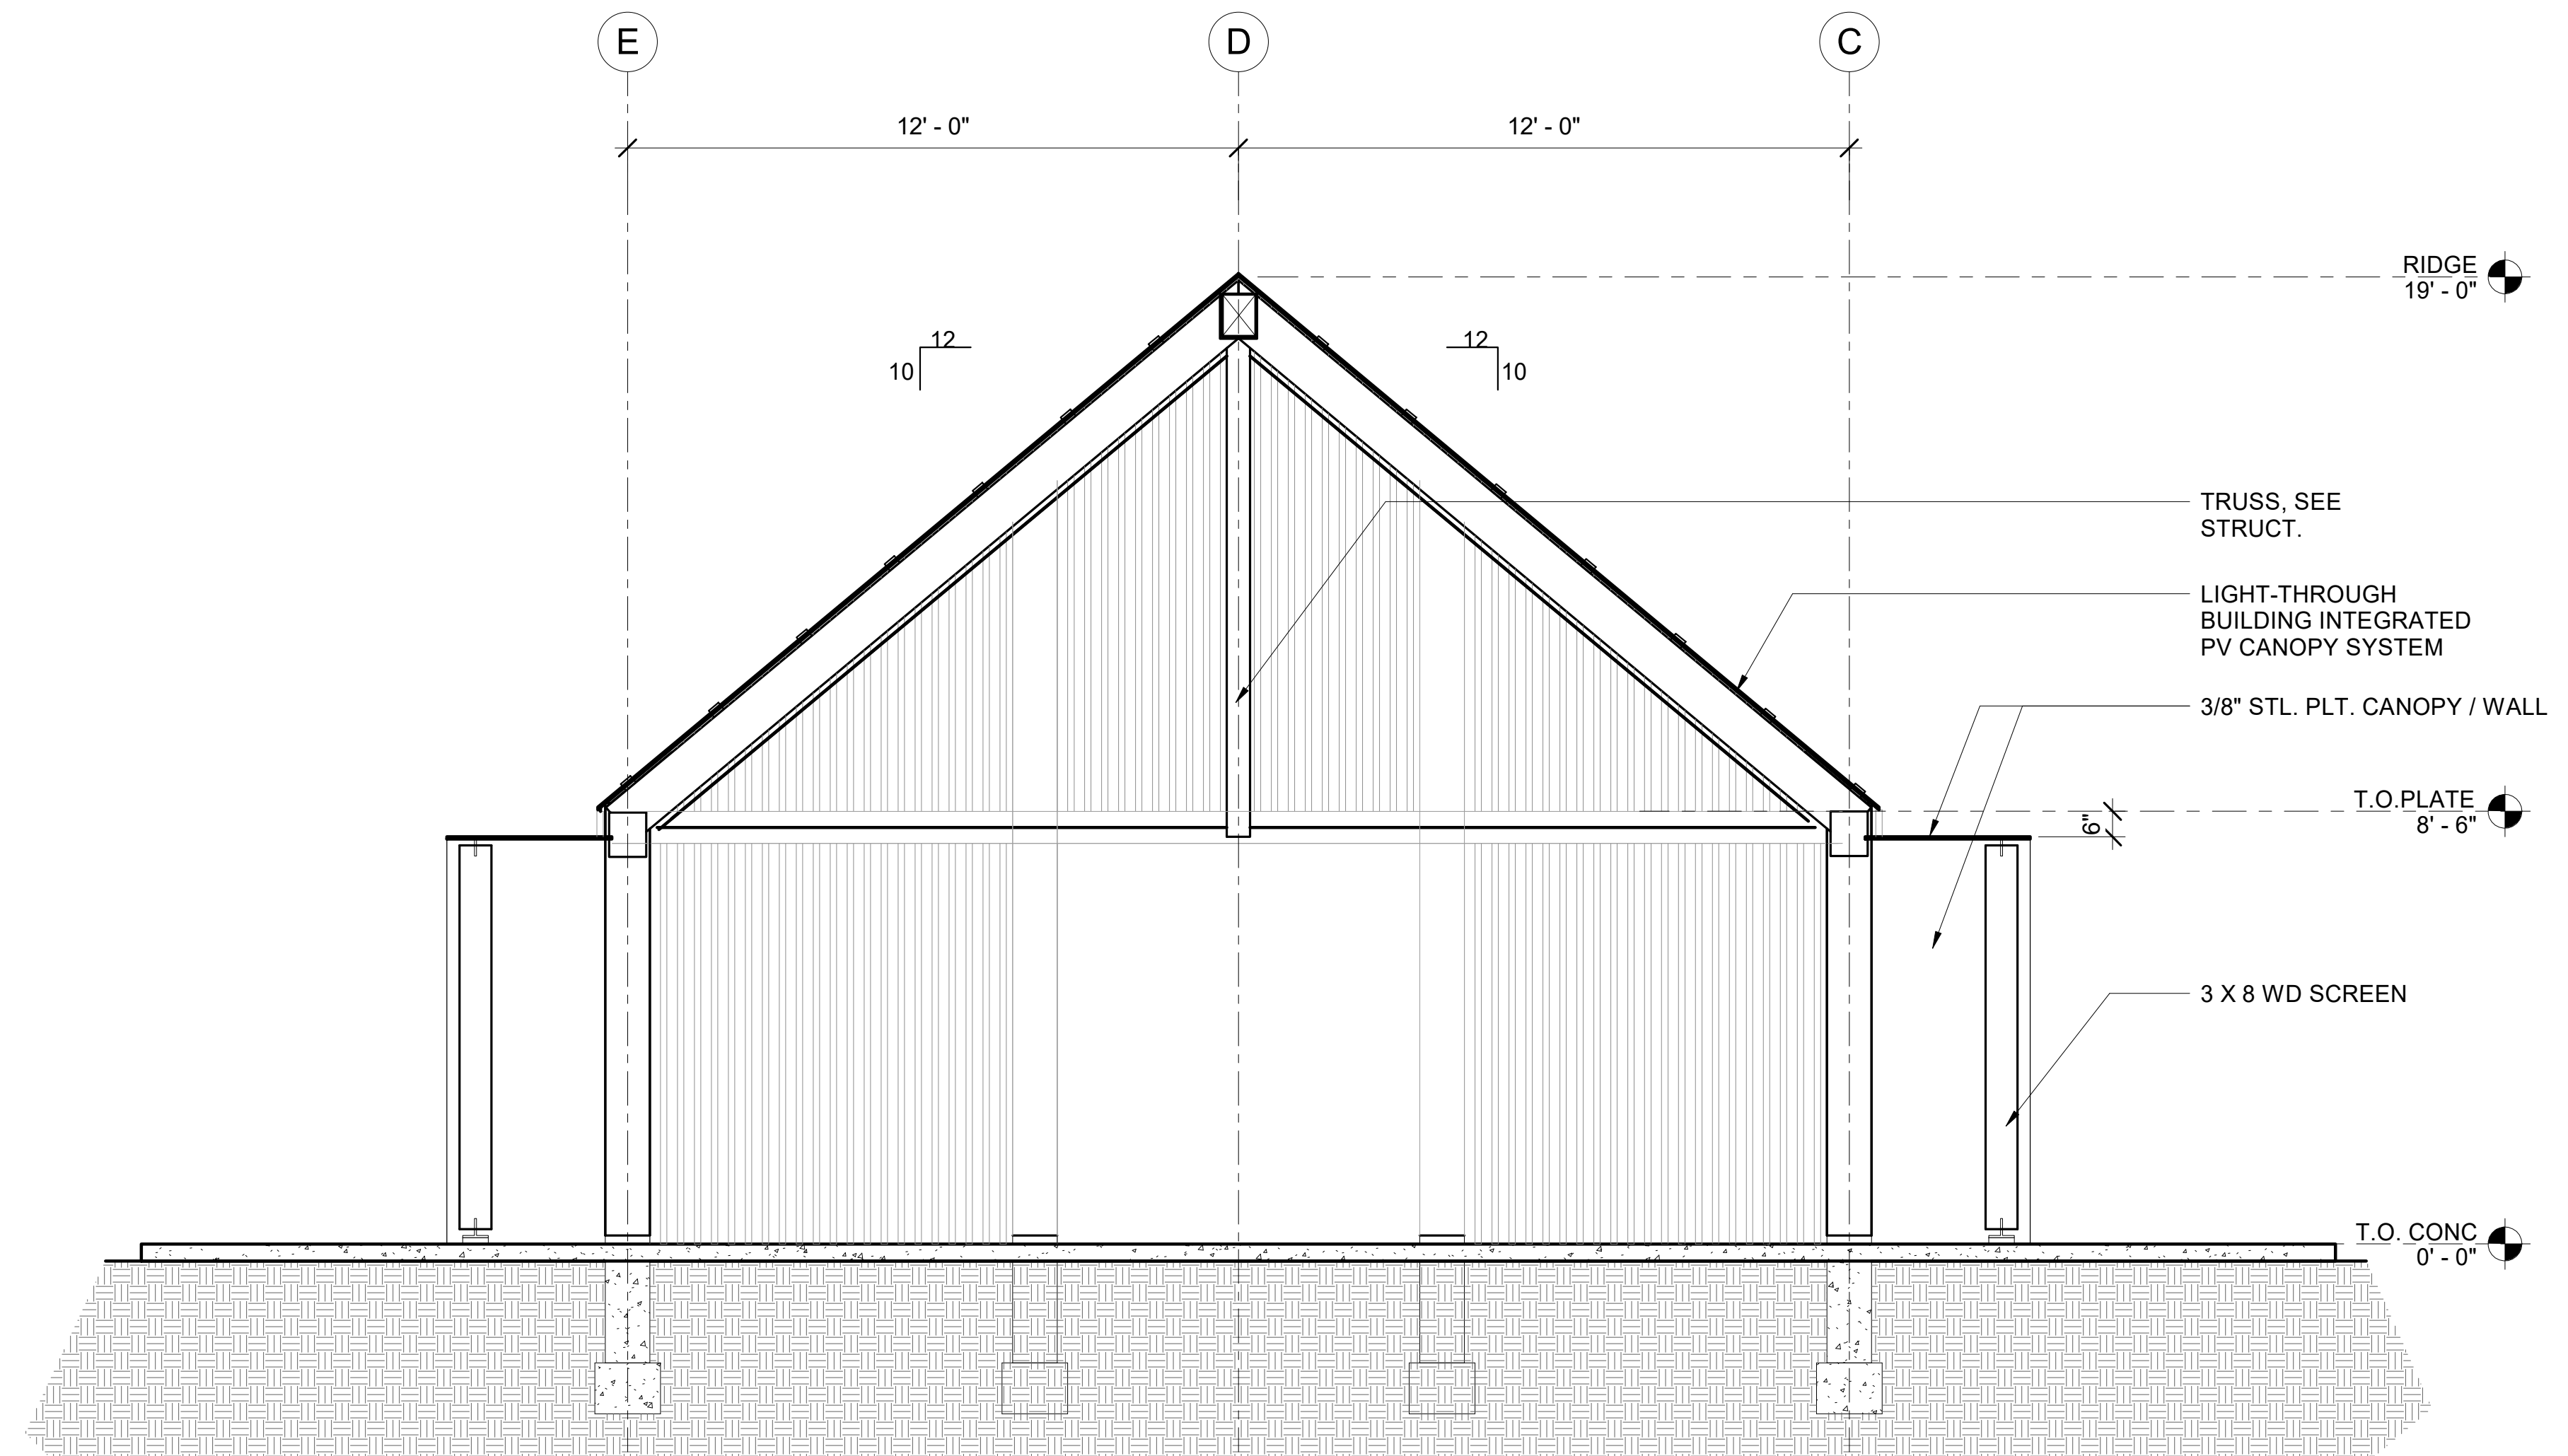 E
D
C
12' - 0"
12' - 0"
RIDGE
19' - 0"
12
10
12
10
TRUSS, SEE
STRUCT.
LIGHT-THROUGH
BUILDING INTEGRATED
PV CANOPY SYSTEM
3/8" STL. PLT. CANOPY / WALL
T.O.PLATE
8' - 6"
6"
3 X 8 WD SCREEN
T.O. CONC
0' - 0"